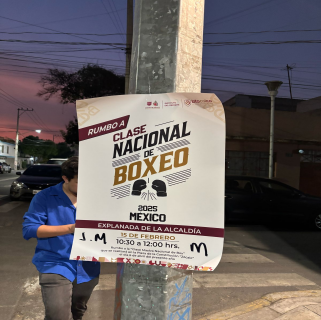 RUMBO A
CLASE
NACIONAL
DE
BOXEO
2025
MEXICO
EXPLANADA DE LA ALCALDÍA
15 DE FEBRERO
10:30 a 12:00 hrs.
I.M
M